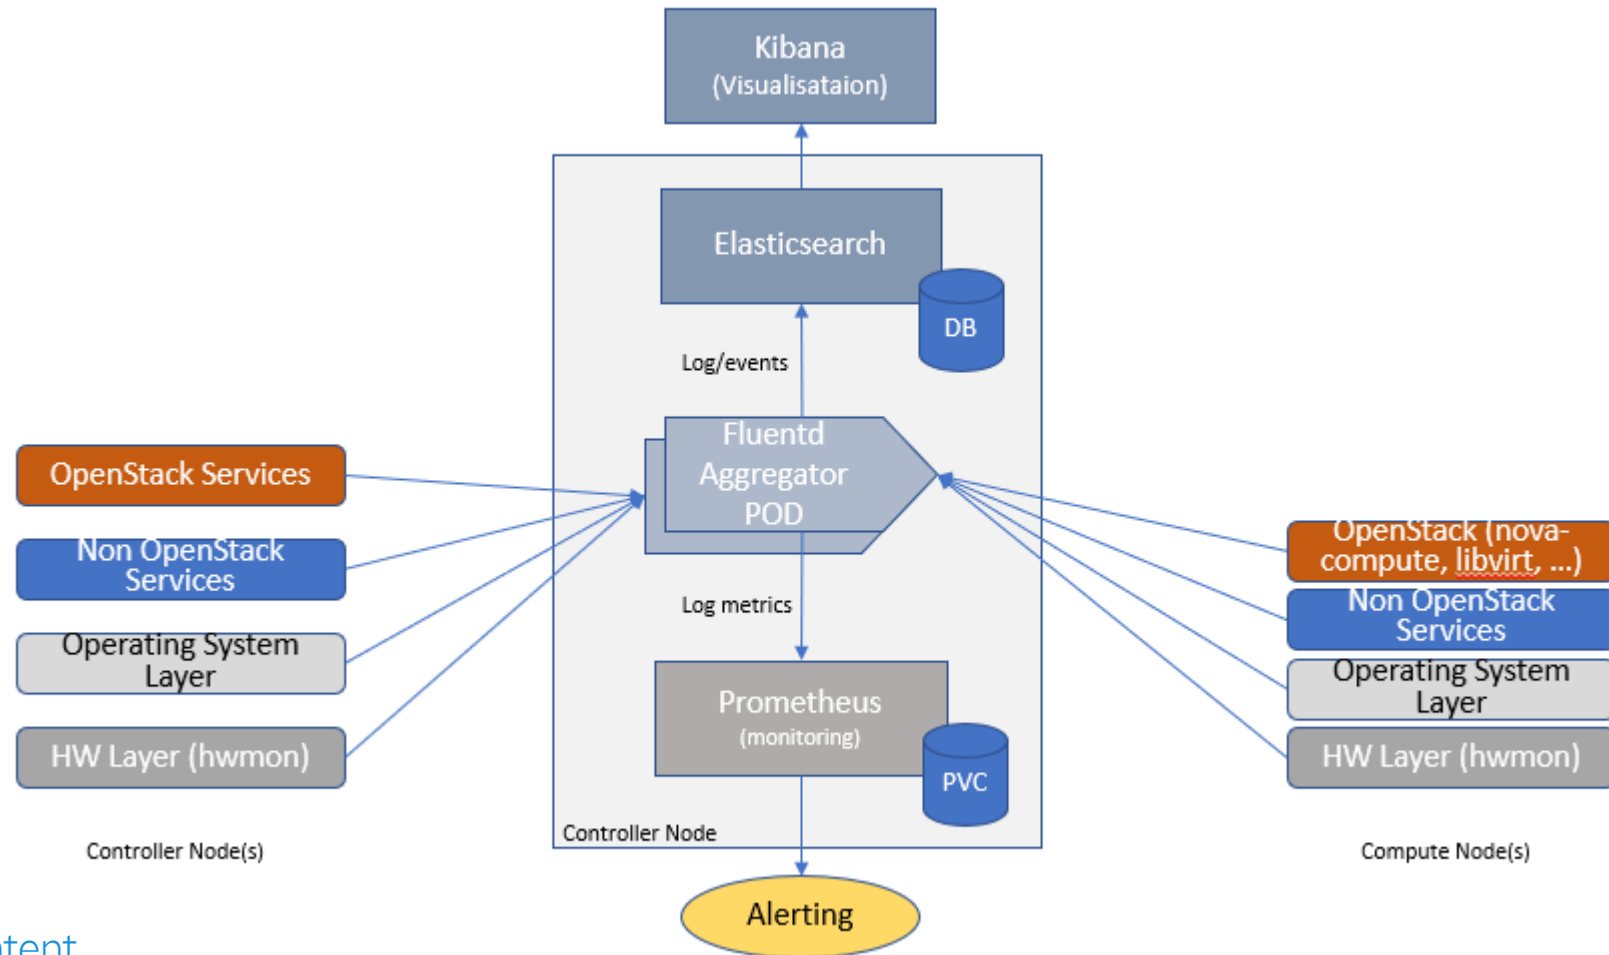 Kibana
(Visualisataion)
Elasticsearch
DB
Log/events
Fluentd
Aggregator
POD
Log metrics
Prometheus
(monitoring)
PVC
Controller Node
Alerting
OpenStack Services
Non OpenStack
Services
Operating System
Layer
HW Layer (hwmon)
Controller Node(s)
OpenStack (nova-
compute, libvirt, ...)
Non OpenStack
Services
Operating System
Layer
HW Layer (hwmon)
Compute Node(s)